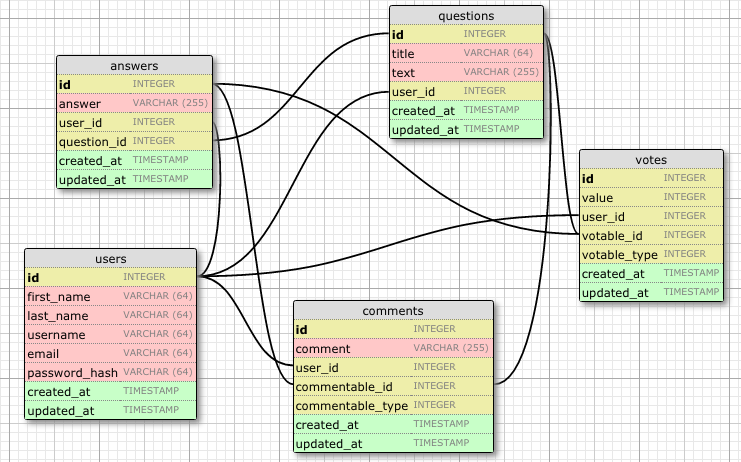 questions
id INTEGER
title VARCHAR (64)
text VARCHAR (255)
user_id INTEGER
created_at TIMESTAMP
updated_at TIMESTAMP
answers
id INTEGER
answer VARCHAR (255)
user_id INTEGER
question_id INTEGER
created_at TIMESTAMP
updated_at TIMESTAMP
votes
id INTEGER
value INTEGER
user_id INTEGER
votable_id INTEGER
votable_type INTEGER
created_at TIMESTAMP
updated_at TIMESTAMP
users
id INTEGER
first_name VARCHAR (64)
last_name VARCHAR (64)
username VARCHAR (64)
email VARCHAR (64)
password_hash VARCHAR (64)
created_at TIMESTAMP
updated_at TIMESTAMP
comments
id INTEGER
comment VARCHAR (255)
user_id INTEGER
commentable_id INTEGER
commentable_type INTEGER
created_at TIMESTAMP
updated_at TIMESTAMP